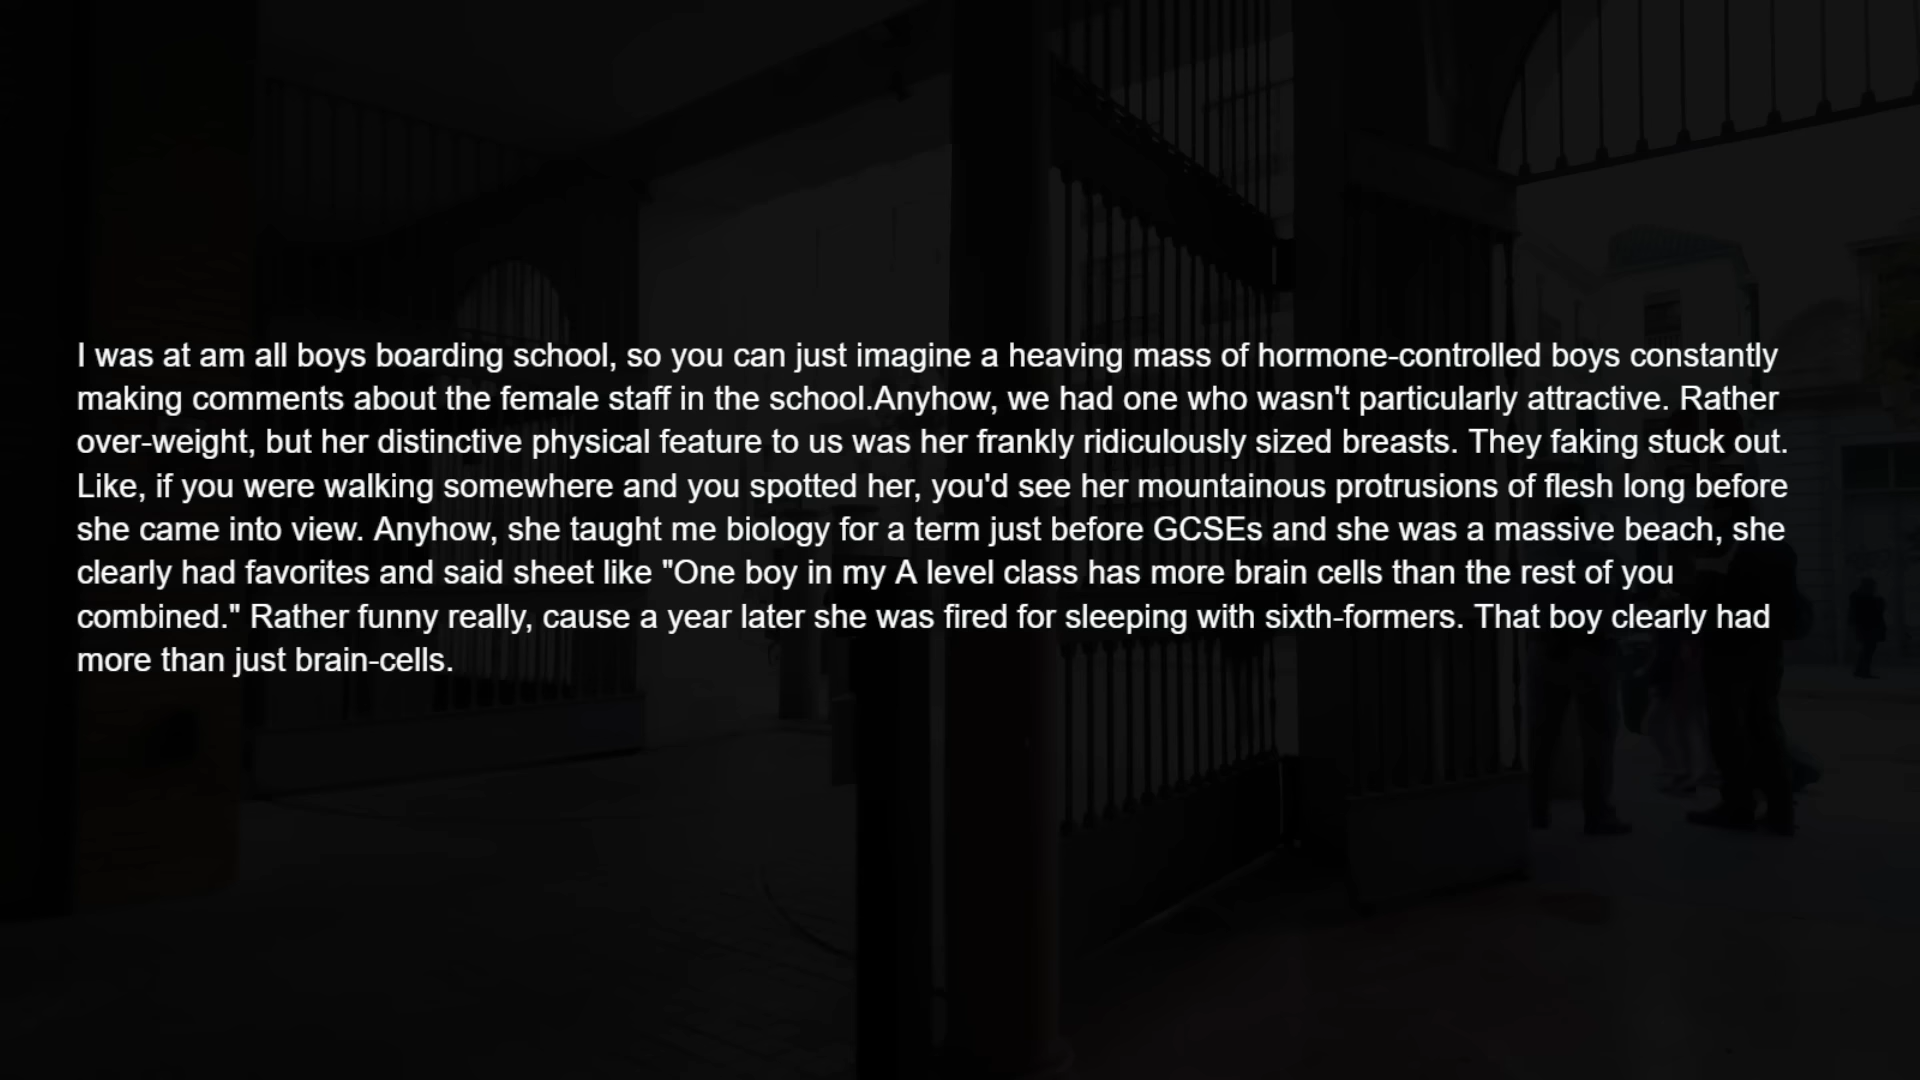 I was at am all boys boarding school, so you can just imagine a heaving mass of hormone-controlled boys constantly
making comments about the female staff in the school.Anyhow, we had one who wasn't particularly attractive. Rather
over-weight, but her distinctive physical feature to us was her frankly ridiculously sized breasts. They faking stuck out.
Like, if you were walking somewhere and you spotted her, you'd see her mountainous protrusions of flesh long before
she came into view. Anyhow, she taught me biology for a term just before GCSEs and she was a massive beach, she
clearly had favorites and said sheet like "One boy in my A level class has more brain cells than the rest of you
combined." Rather funny really, cause a year later she was fired for sleeping with sixth-formers. That boy clearly had
more than just brain-cells.